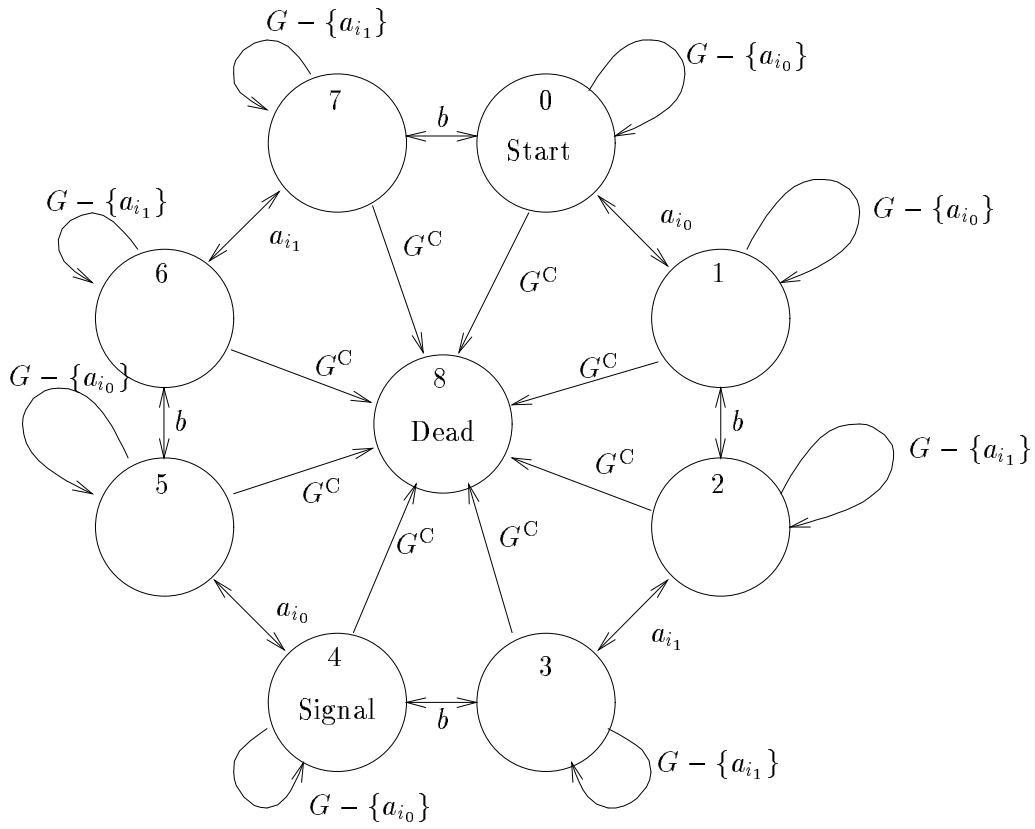 G − {a_{i_1}}
7
b
0
Start
G − {a_{i_0}}
G − {a_{i_1}}
6
a_{i_1}
G^C
G^C
a_{i_0}
1
G − {a_{i_0}}
G − {a_{i_0}}
b
G^C
8
Dead
G^C
b
5
G^C
G^C
2
G − {a_{i_1}}
a_{i_0}
G^C
G^C
a_{i_1}
4
Signal
b
3
G − {a_{i_0}}
G − {a_{i_1}}